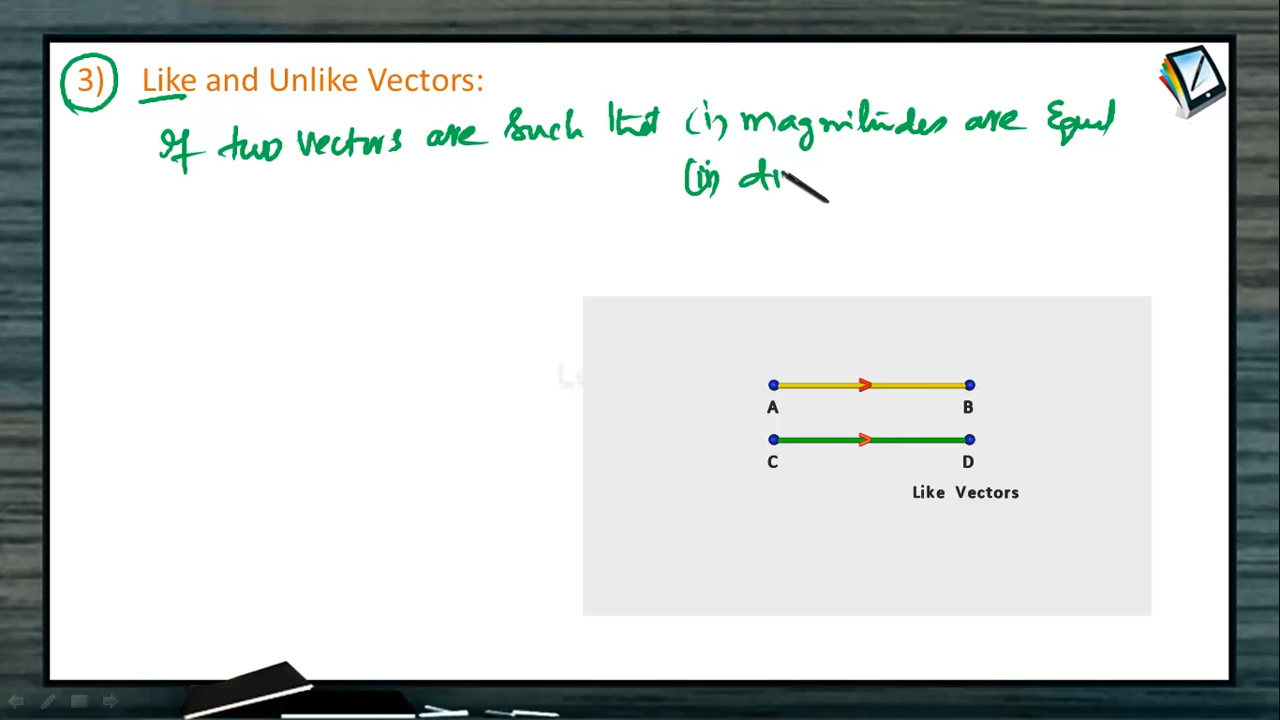 3) Like and Unlike Vectors:
If two vectors are such that (i) magnitudes are Equal
(ii) di
A B
C D
Like Vectors